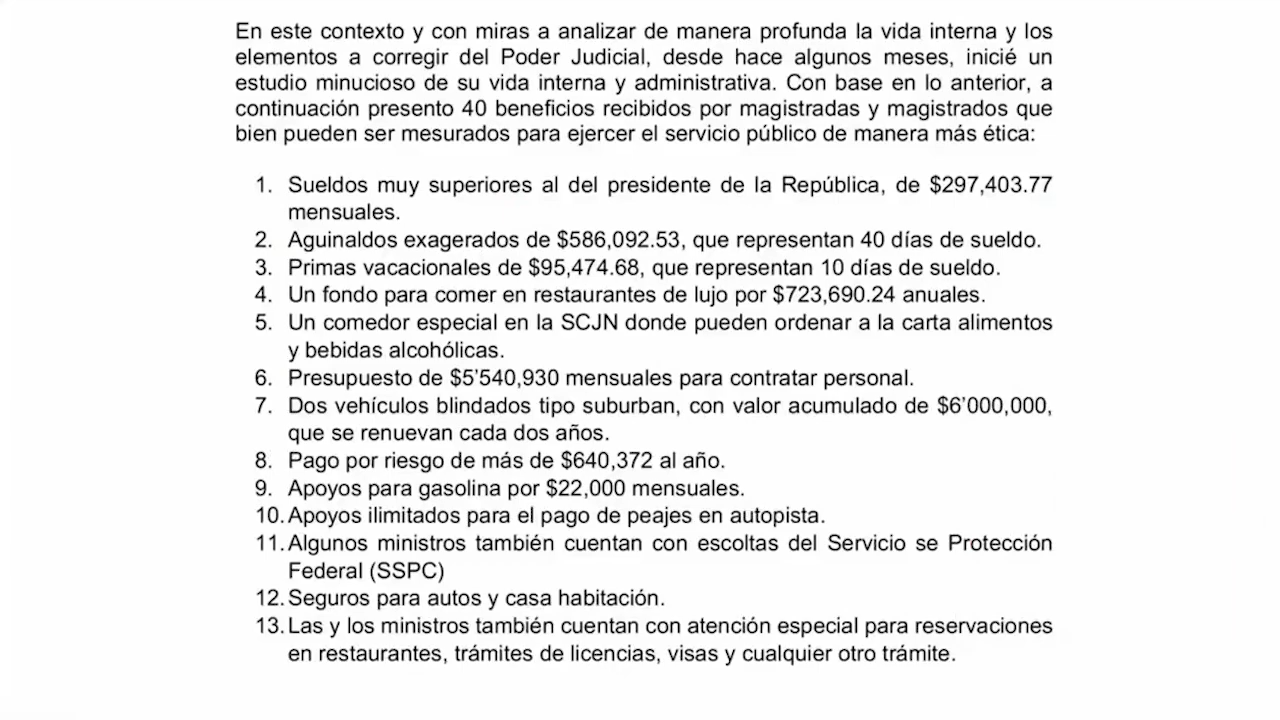 En este contexto y con miras a analizar de manera profunda la vida interna y los
elementos a corregir del Poder Judicial, desde hace algunos meses, inicié un
estudio minucioso de su vida interna y administrativa. Con base en lo anterior, a
continuación presento 40 beneficios recibidos por magistradas y magistrados que
bien pueden ser mesurados para ejercer el servicio público de manera más ética:
1. Sueldos muy superiores al del presidente de la República, de $297,403.77
mensuales.
2. Aguinaldos exagerados de $586,092.53, que representan 40 días de sueldo.
3. Primas vacacionales de $95,474.68, que representan 10 días de sueldo.
4. Un fondo para comer en restaurantes de lujo por $723,690.24 anuales.
5. Un comedor especial en la SCJN donde pueden ordenar a la carta alimentos
y bebidas alcohólicas.
6. Presupuesto de $5’540,930 mensuales para contratar personal.
7. Dos vehículos blindados tipo suburban, con valor acumulado de $6’000,000,
que se renuevan cada dos años.
8. Pago por riesgo de más de $640,372 al año.
9. Apoyos para gasolina por $22,000 mensuales.
10. Apoyos ilimitados para el pago de peajes en autopista.
11. Algunos ministros también cuentan con escoltas del Servicio se Protección
Federal (SSPC)
12. Seguros para autos y casa habitación.
13. Las y los ministros también cuentan con atención especial para reservaciones
en restaurantes, trámites de licencias, visas y cualquier otro trámite.